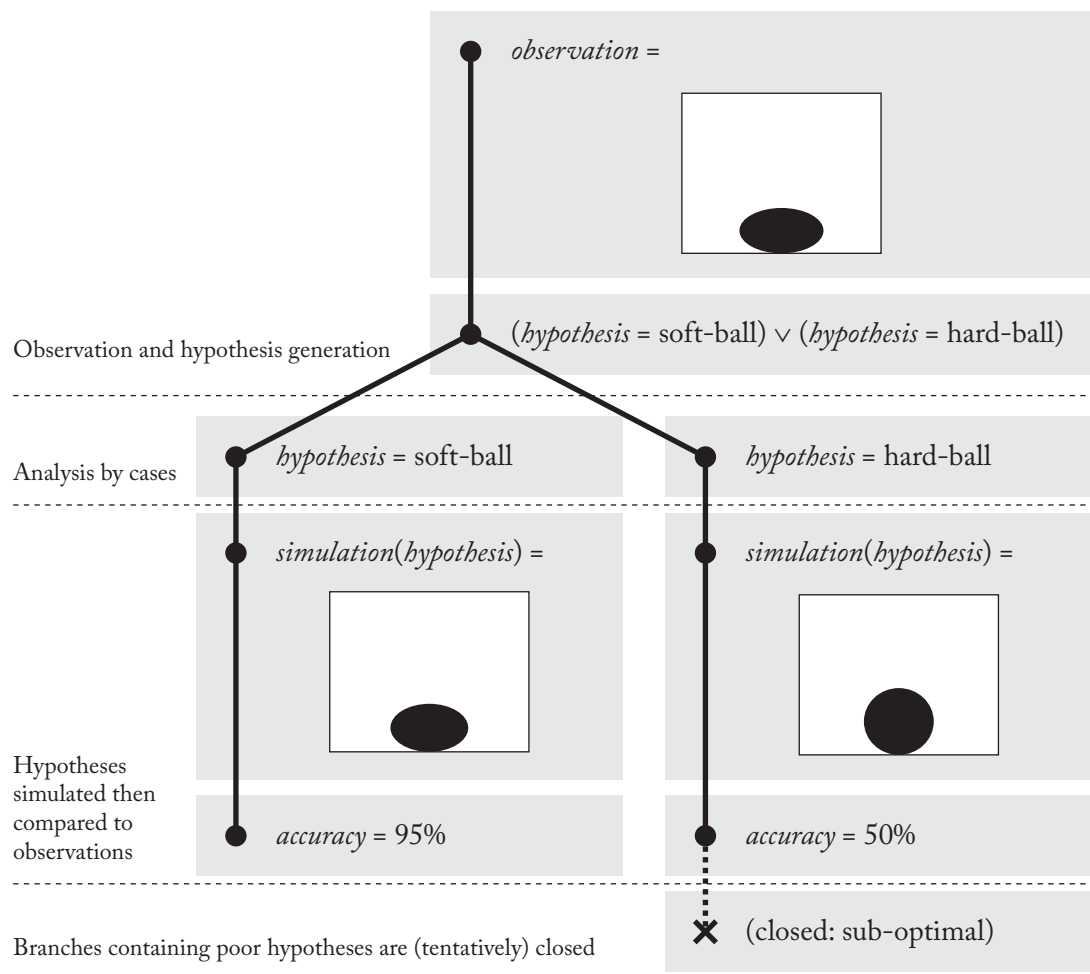 observation =
(hypothesis = soft-ball) ∨ (hypothesis = hard-ball)
Observation and hypothesis generation
Analysis by cases
hypothesis = soft-ball
hypothesis = hard-ball
simulation(hypothesis) =
simulation(hypothesis) =
Hypotheses
simulated then
compared to
observations
accuracy = 95%
accuracy = 50%
(closed: sub-optimal)
Branches containing poor hypotheses are (tentatively) closed